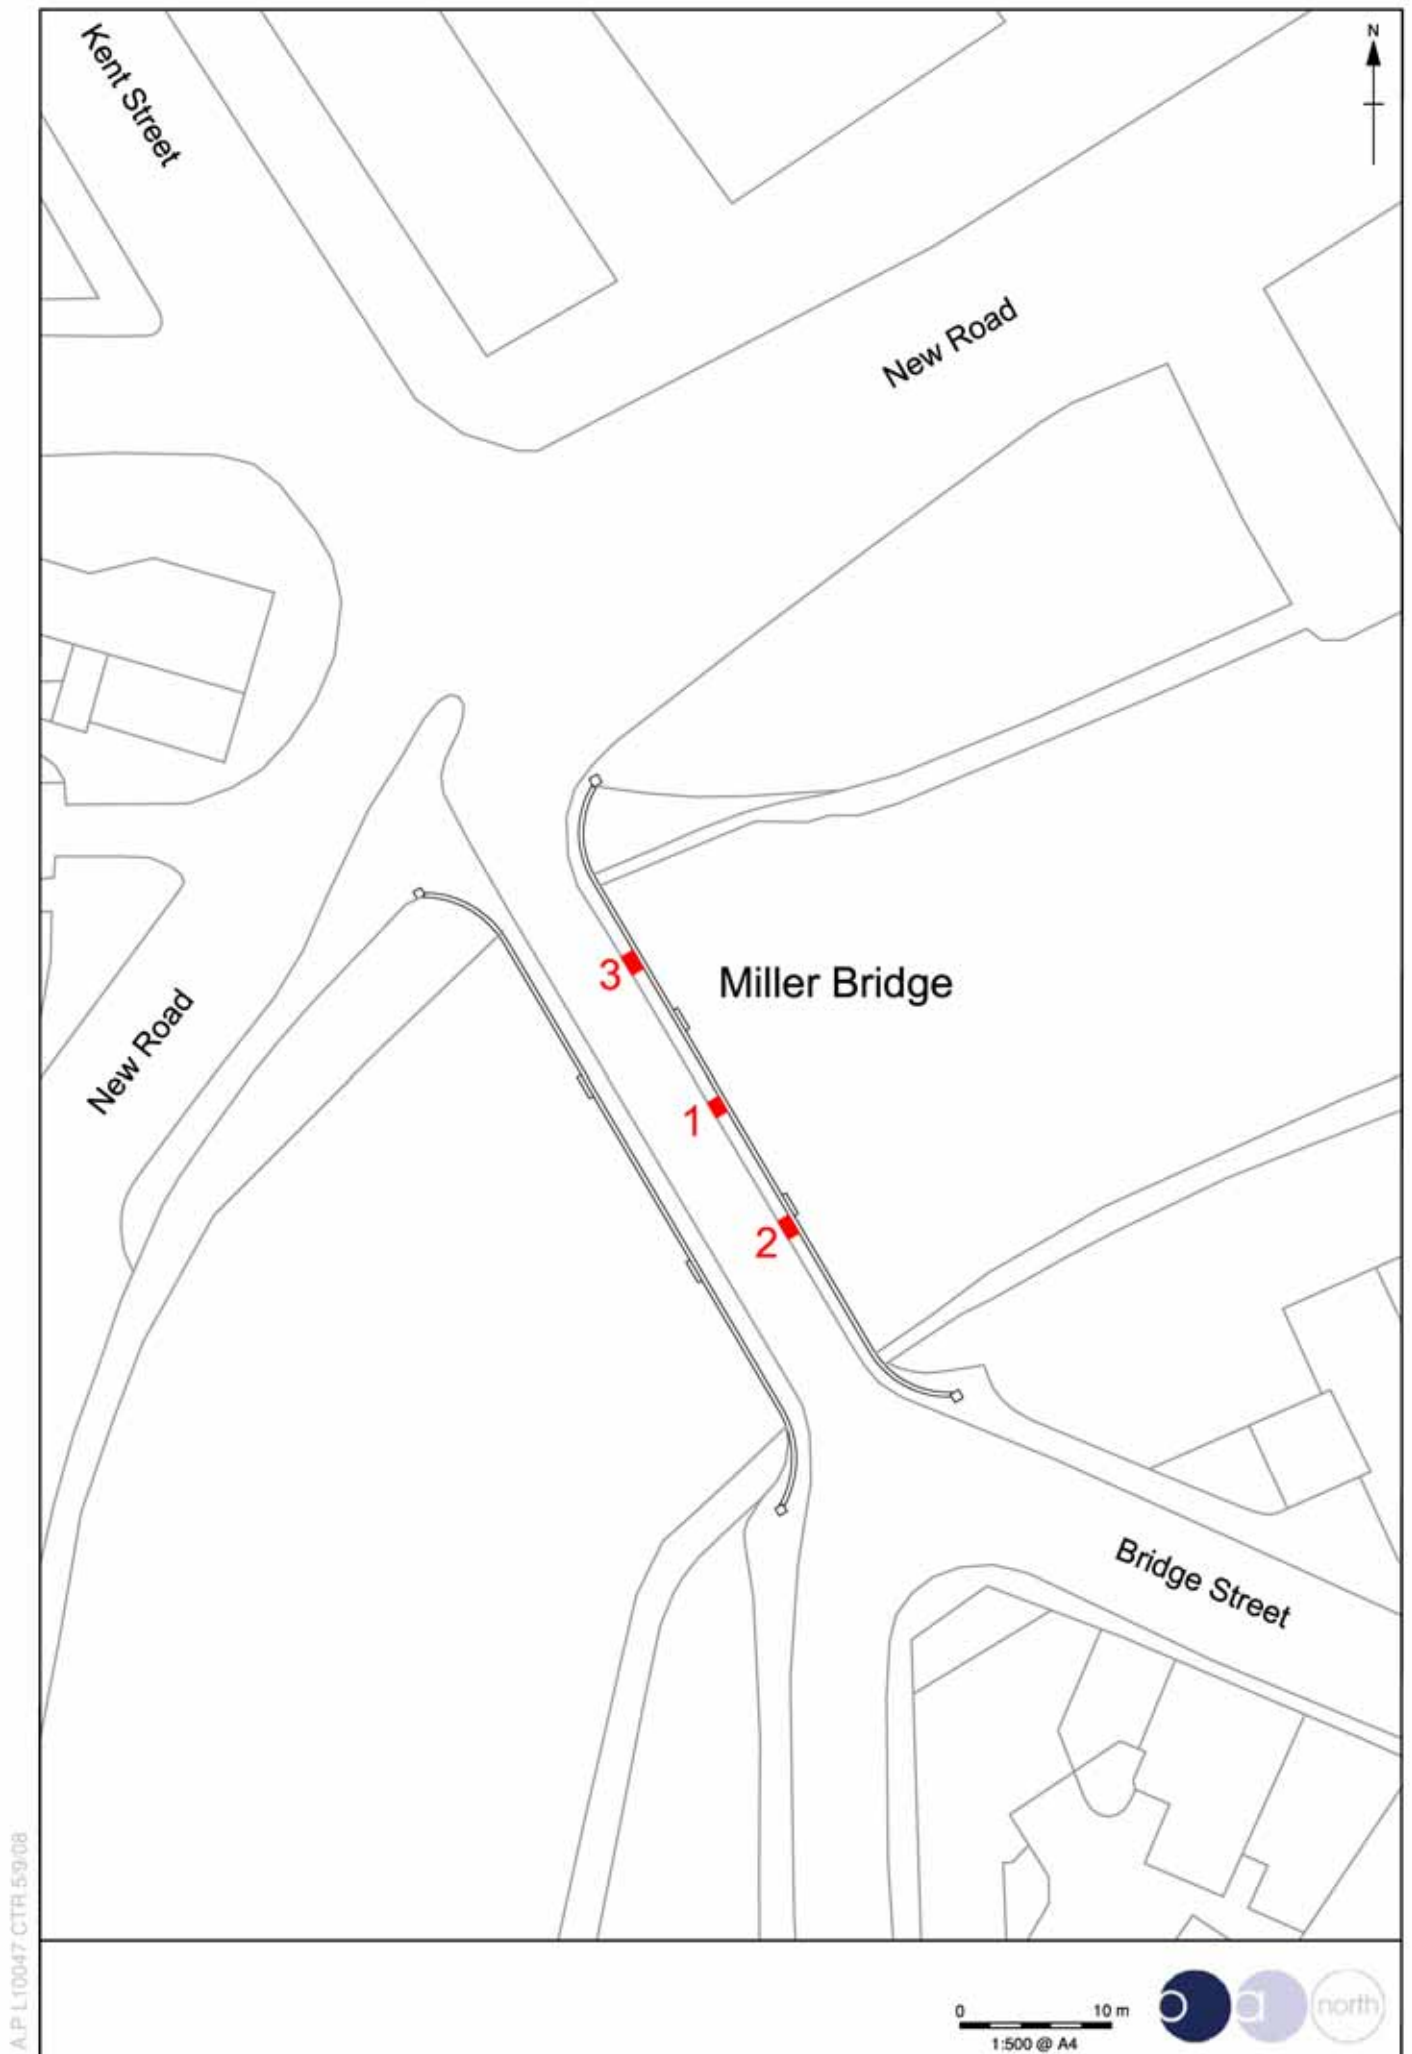 Kent Street
N
New Road
3
Miller Bridge
New Road
1
2
Bridge Street
A.P L10047 CTR 5/9/08
0 10 m
1:500 @ A4
o a north